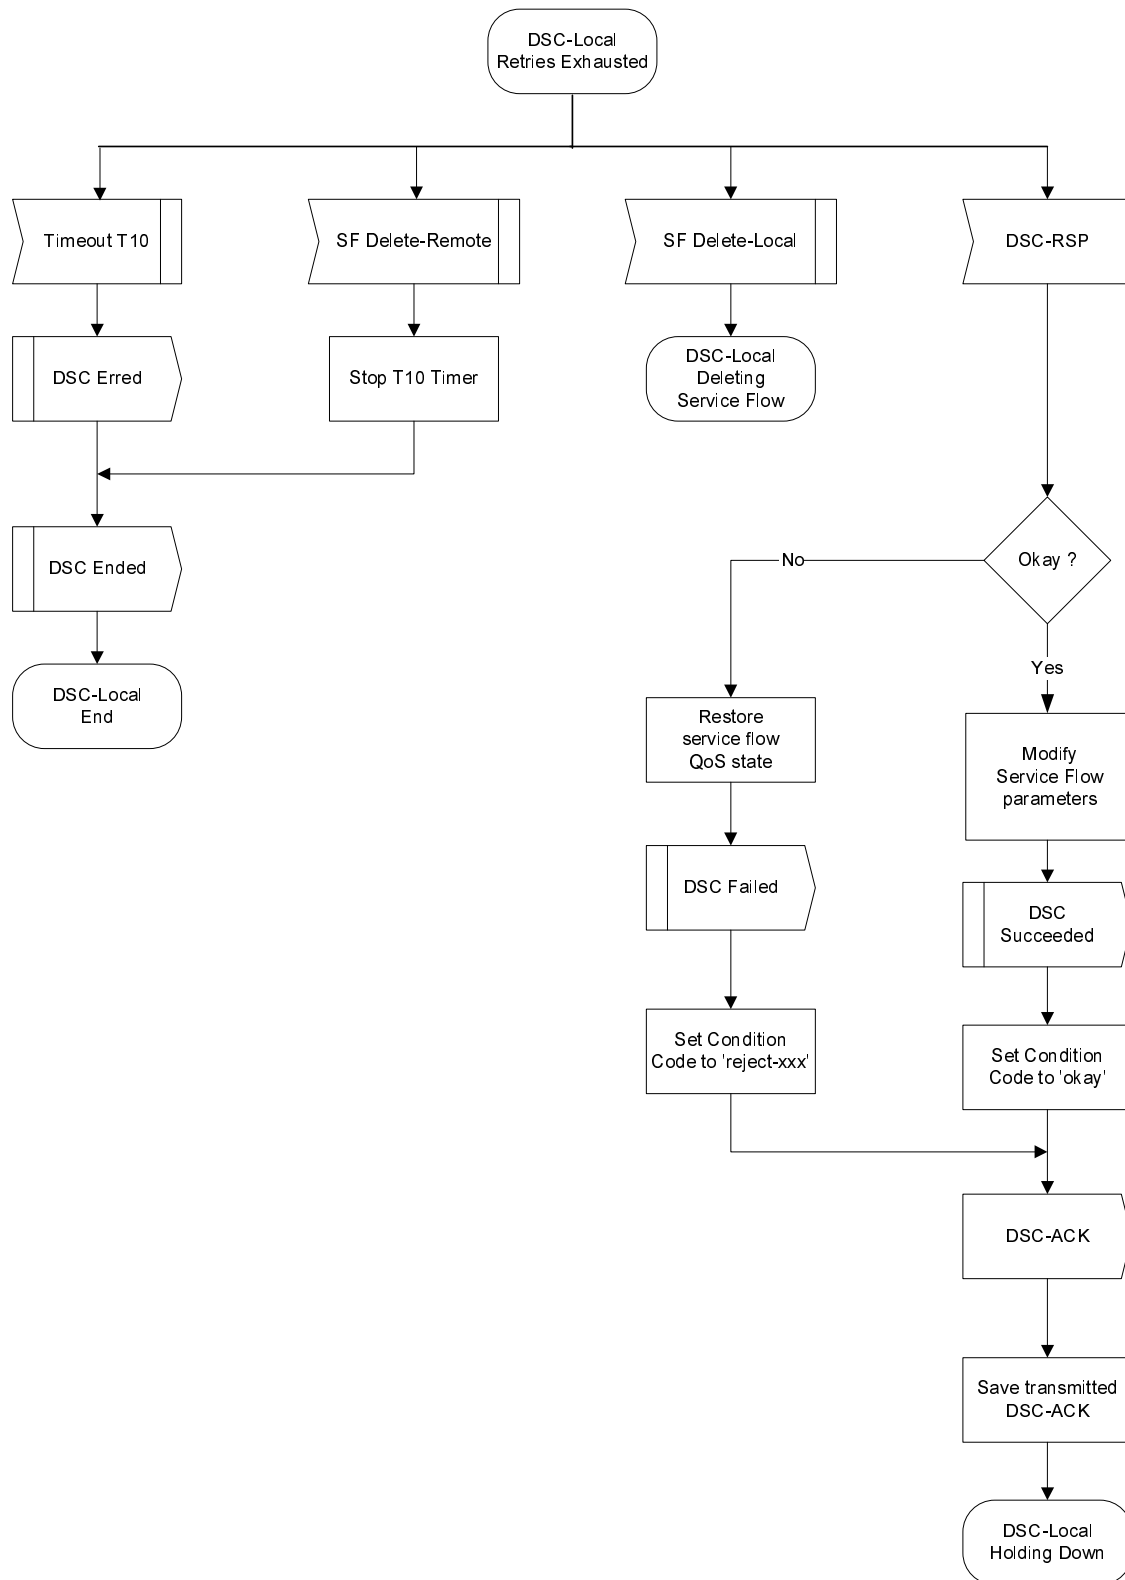 DSC-Local
Retries Exhausted
Timeout T10
SF Delete-Remote
SF Delete-Local
DSC-RSP
DSC Erred
Stop T10 Timer
DSC-Local
Deleting
Service Flow
DSC Ended
No
Okay ?
DSC-Local
End
Yes
Restore
service flow
QoS state
Modify
Service Flow
parameters
DSC Failed
DSC
Succeeded
Set Condition
Code to 'reject-xxx'
Set Condition
Code to 'okay'
DSC-ACK
Save transmitted
DSC-ACK
DSC-Local
Holding Down